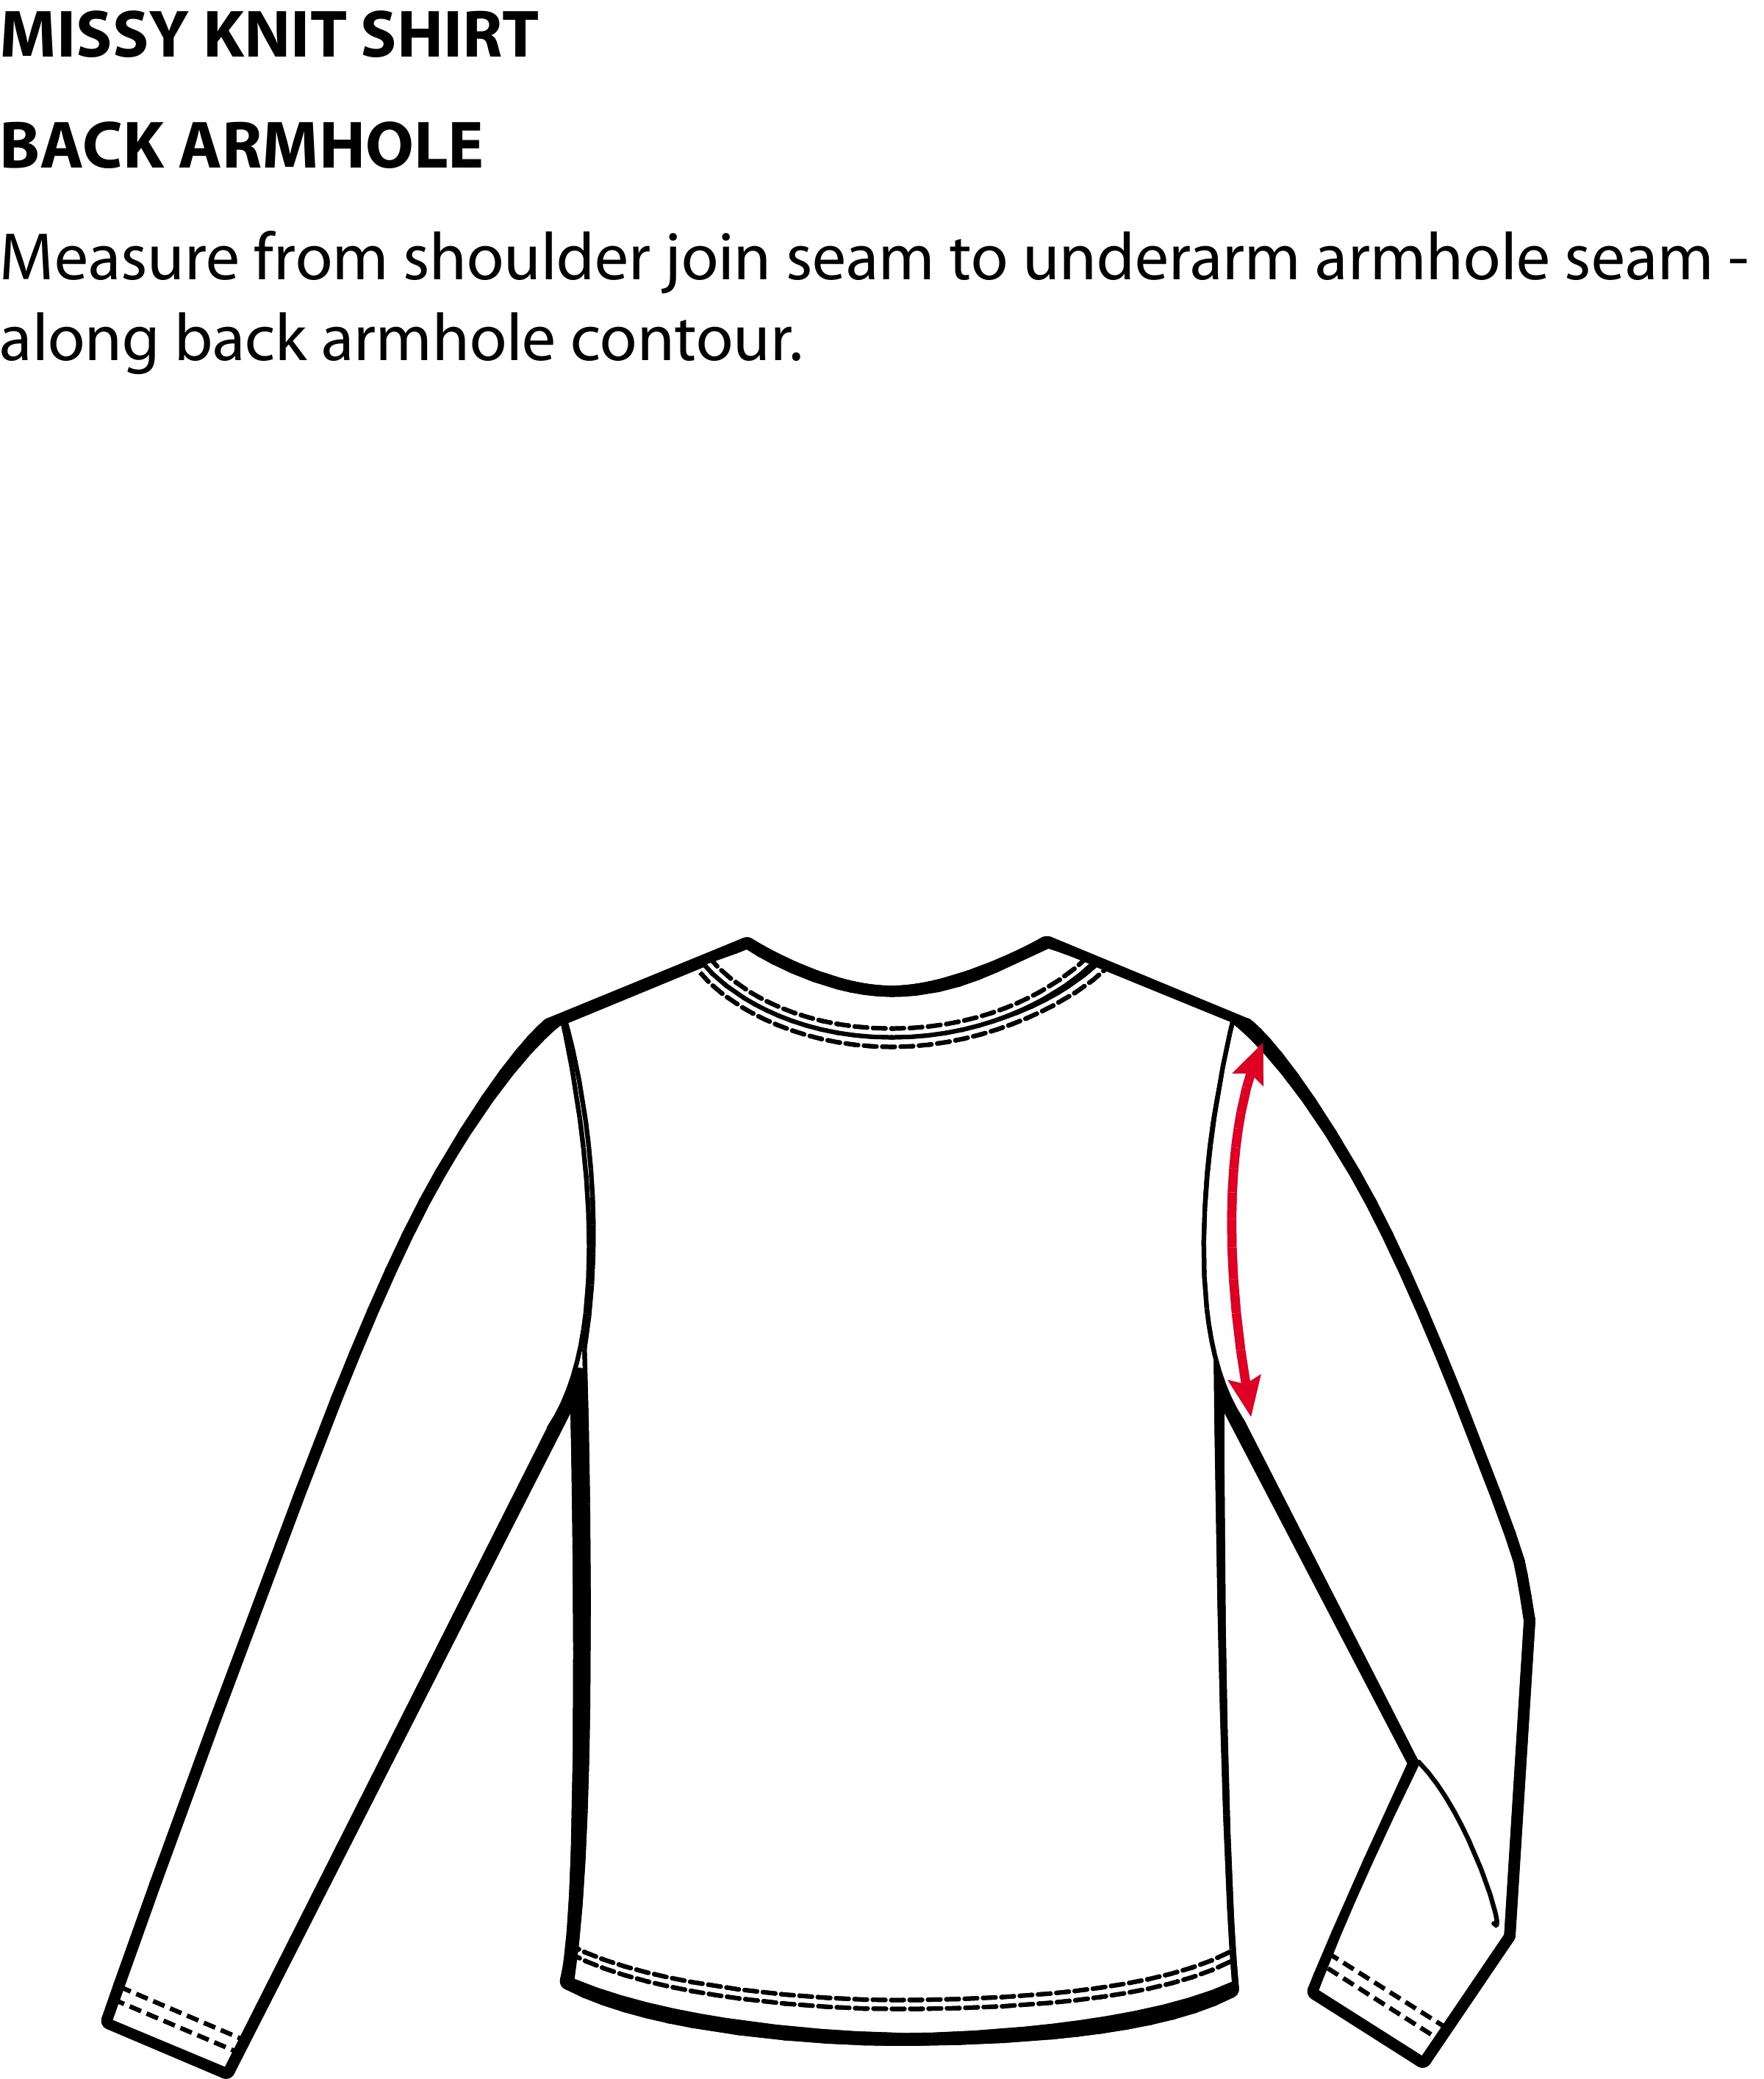 MISSY KNIT SHIRT
BACK ARMHOLE
Measure from shoulder join seam to underarm armhole seam -
along back armhole contour.